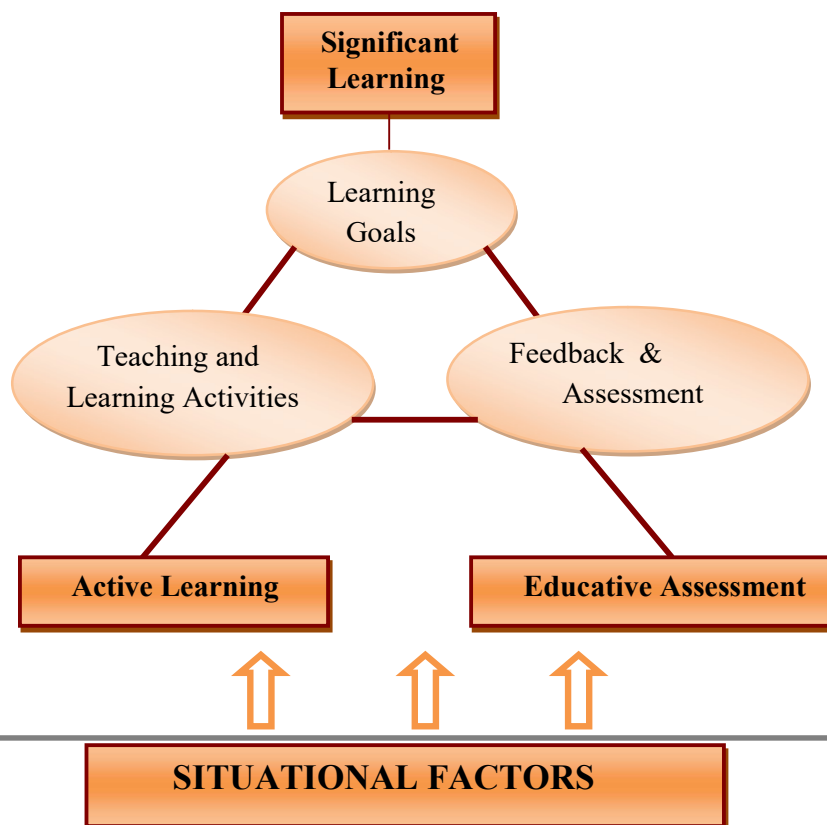 Significant
Learning
Learning
Goals
Teaching and
Learning Activities
Feedback &
Assessment
Active Learning
Educative Assessment
SITUATIONAL FACTORS